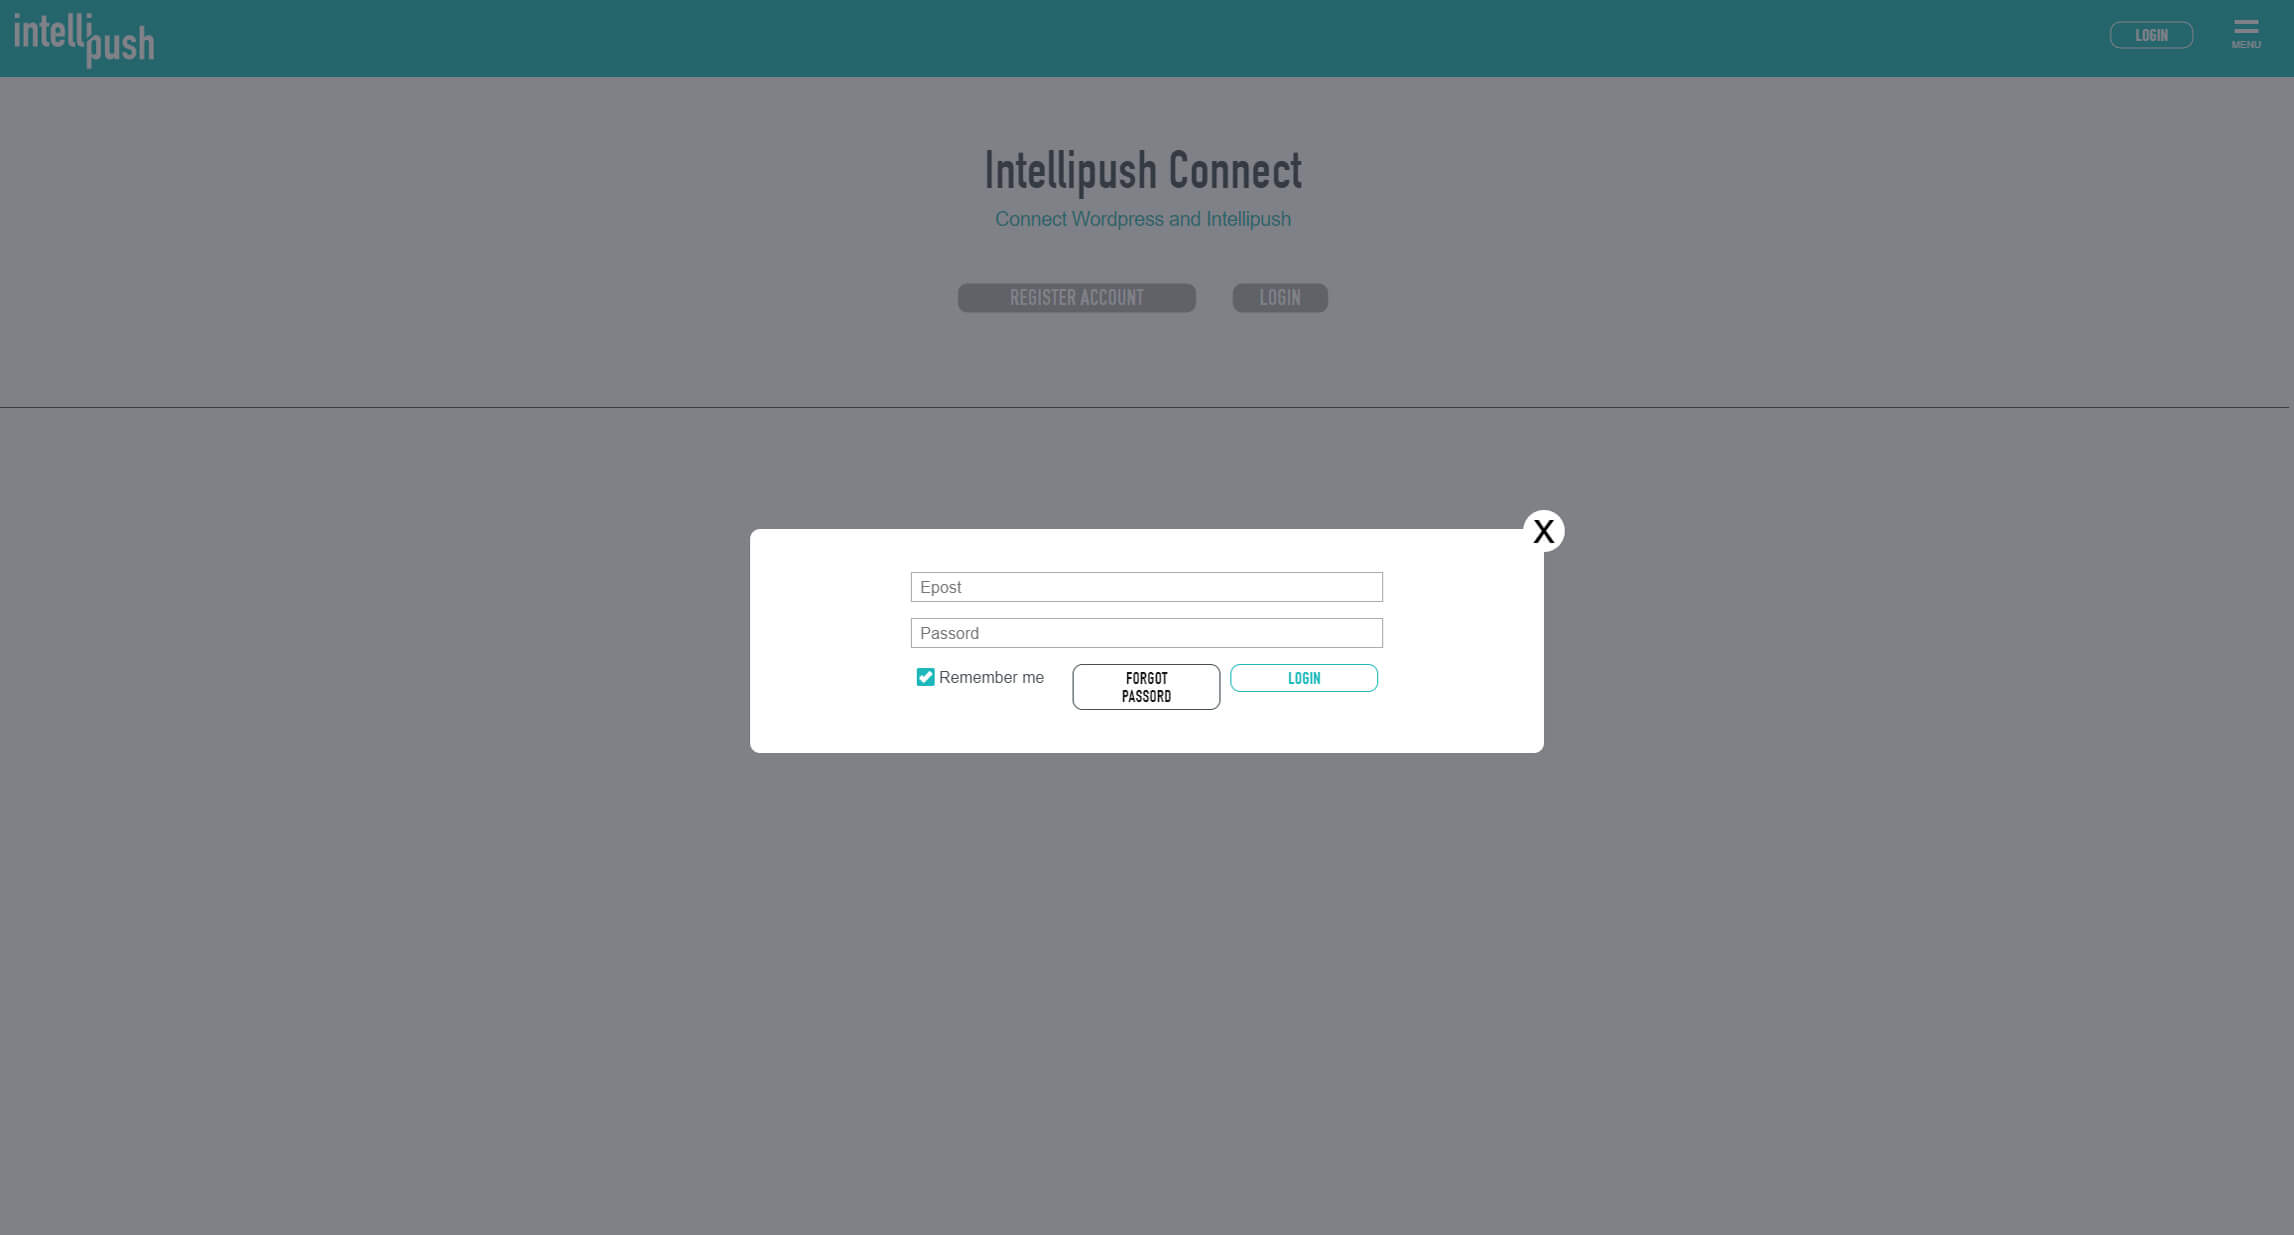 intellipush
LOGIN
MENU
Intellipush Connect
Connect Wordpress and Intellipush
REGISTER ACCOUNT
LOGIN
X
Epost
Passord
Remember me
FORGOT
PASSORD
LOGIN